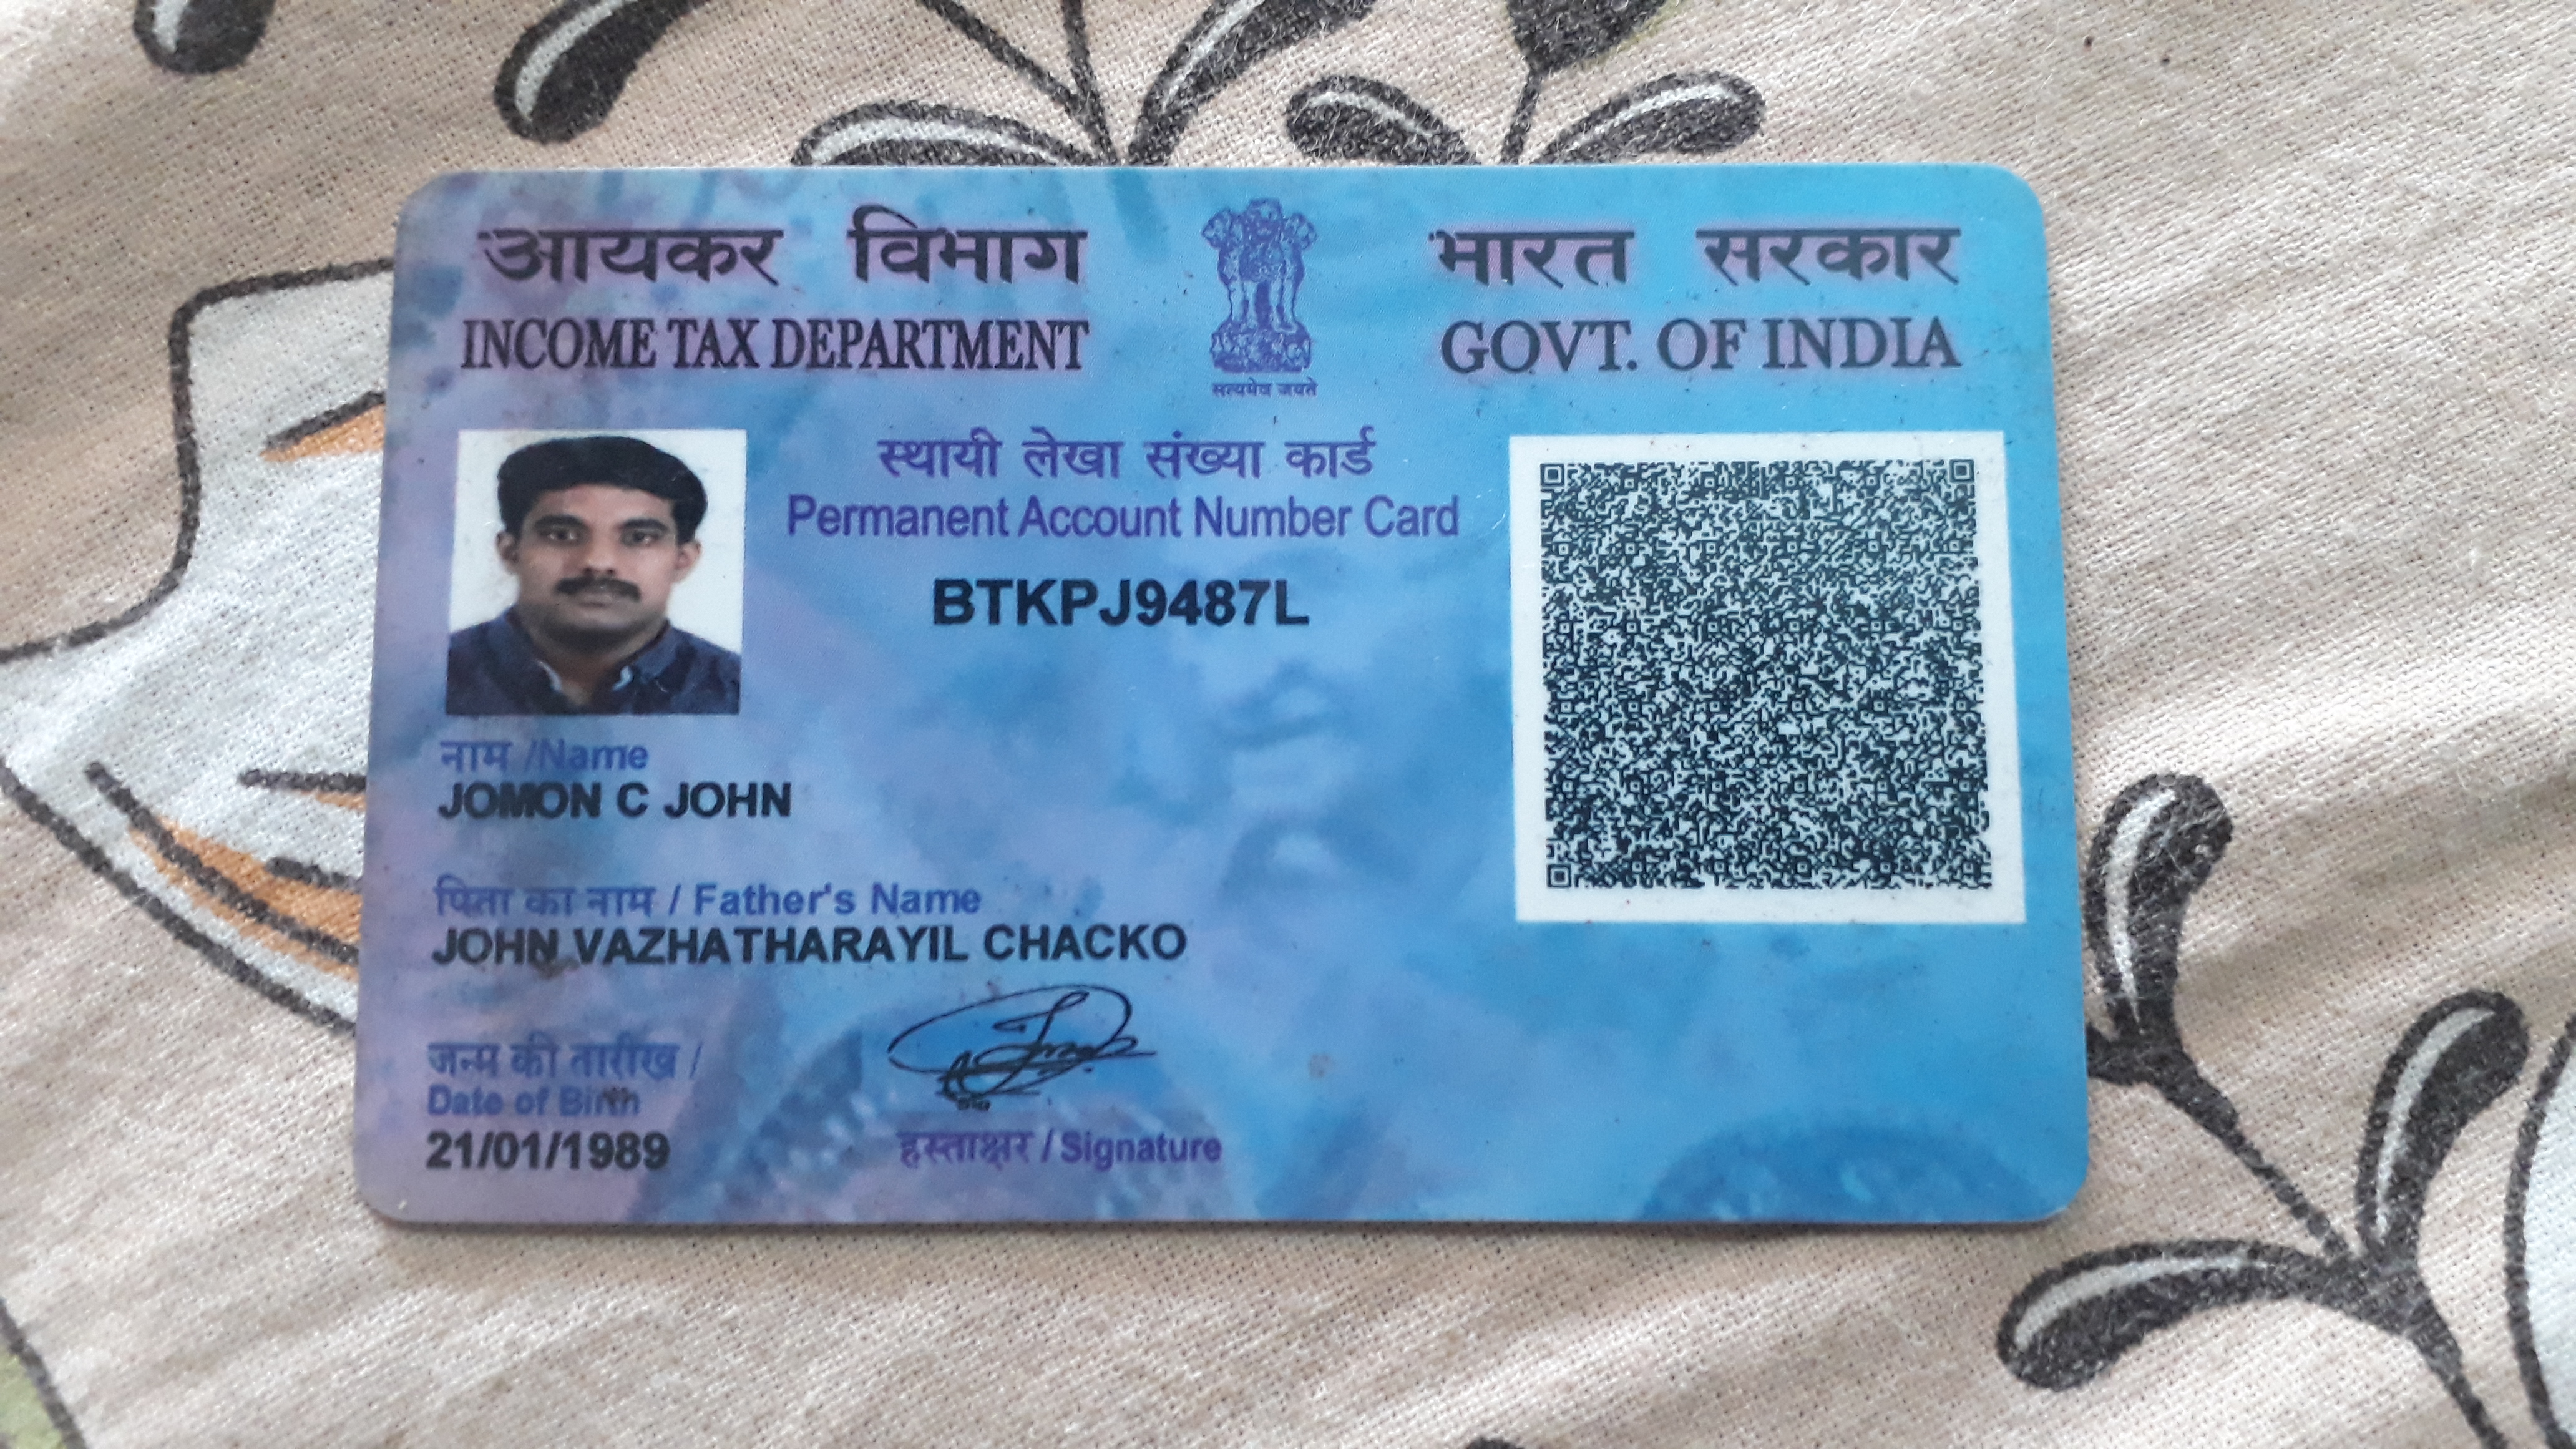 आयकर विभाग
INCOME TAX DEPARTMENT
सत्यमेव जयते
भारत सरकार
GOVT. OF INDIA
स्थायी लेखा संख्या कार्ड
Permanent Account Number Card
BTKPJ9487L
नाम /Name
JOMON C JOHN
पिता का नाम / Father's Name
JOHN VAZHATHARAYIL CHACKO
जन्म की तारीख /
Date of Birth
21/01/1989
हस्ताक्षर / Signature